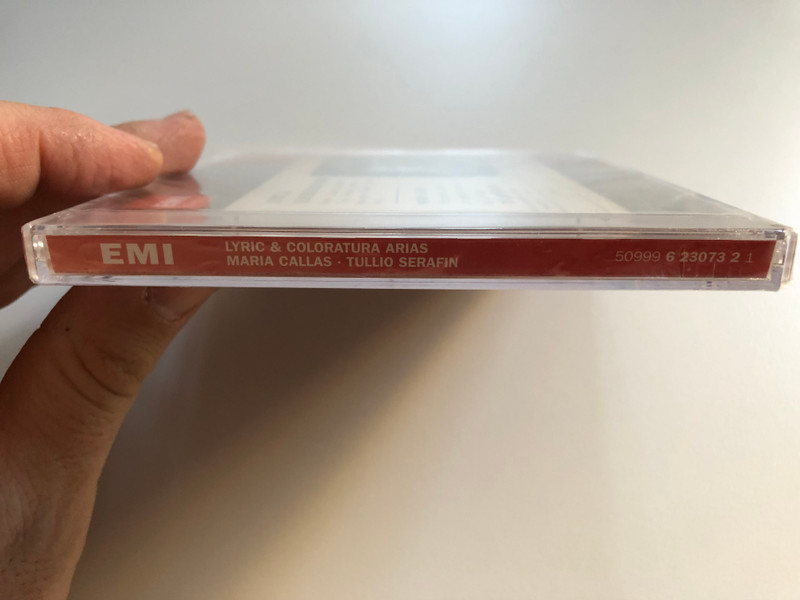 EMI
LYRIC & COLORATURA ARIAS
MARIA CALLAS · TULLIO SERAFIN
50999 6 23073 2 1